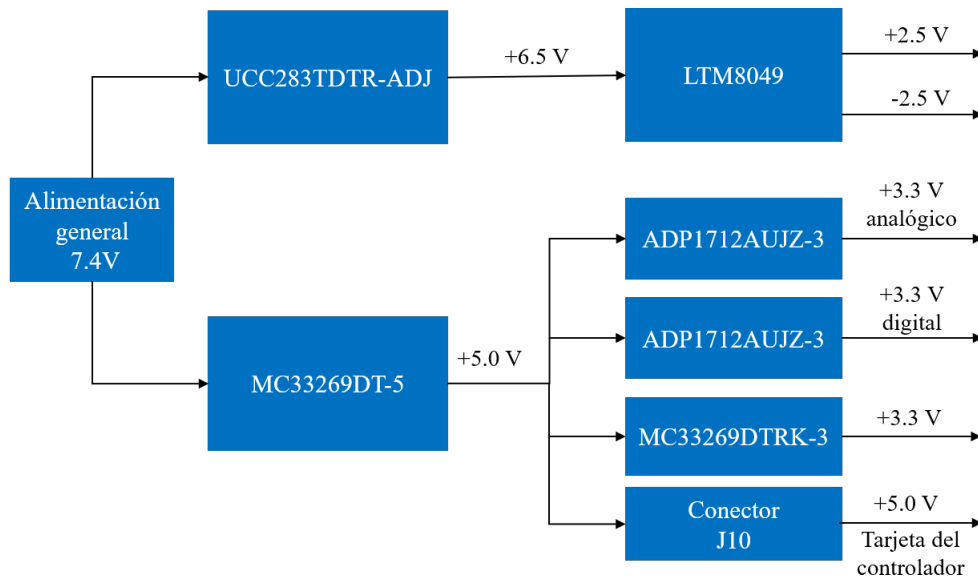 UCC283TDTR-ADJ
+6.5 V
LTM8049
+2.5 V
-2.5 V
Alimentación
general
7.4V
MC33269DT-5
+5.0 V
ADP1712AUJZ-3
+3.3 V
analógico
ADP1712AUJZ-3
+3.3 V
digital
MC33269DTRK-3
+3.3 V
Conector
J10
+5.0 V
Tarjeta del
controlador